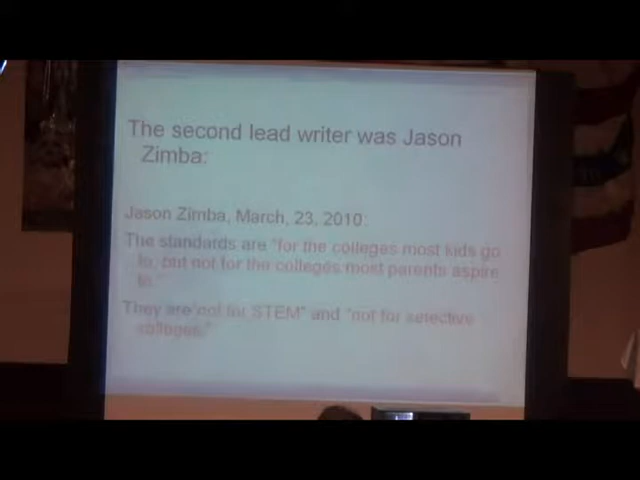 The second lead writer was Jason
Zimba:
Jason Zimba, March, 23, 2010:
The standards are "for the colleges most kids go
to, but not for the colleges most parents aspire
to."
They are "not for STEM" and "not for selective
colleges."